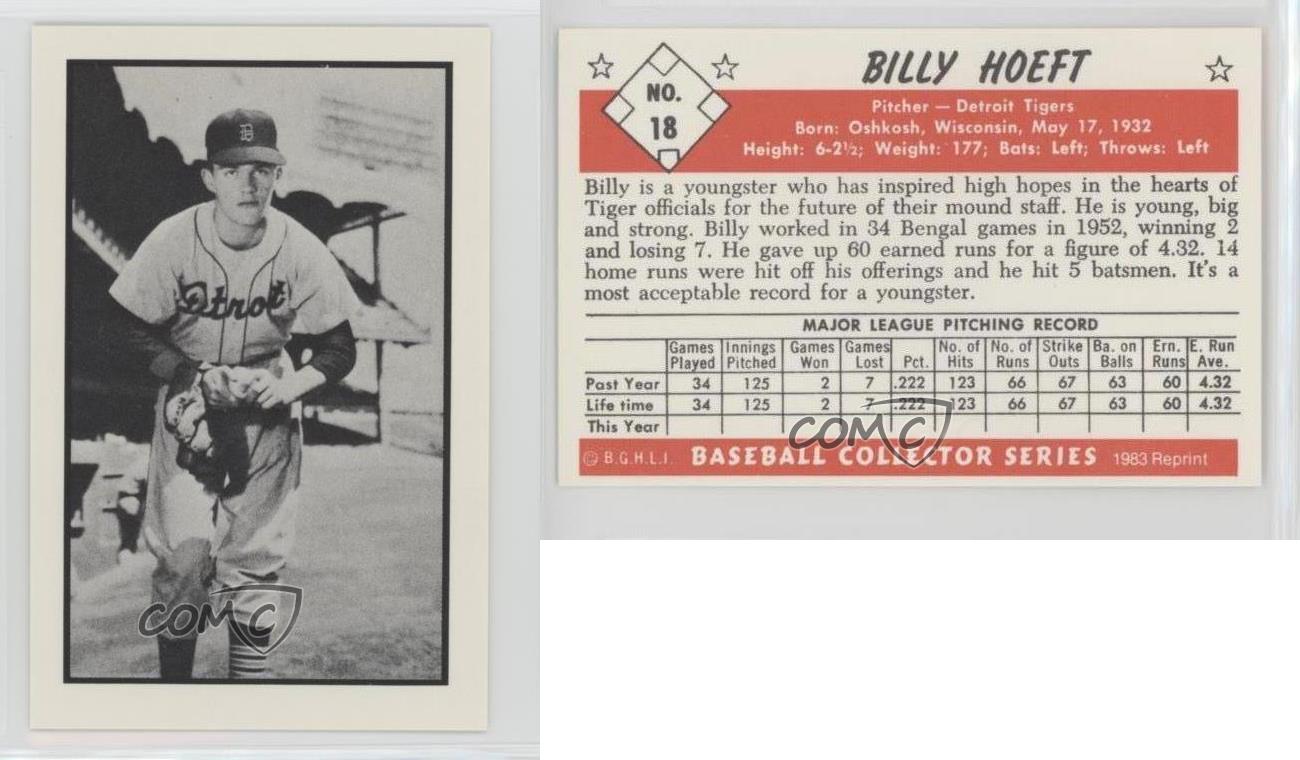 D
Detroit
COMC
NO.
18
BILLY HOEFT
Pitcher — Detroit Tigers
Born: Oshkosh, Wisconsin, May 17, 1932
Height: 6-2½; Weight: 177; Bats: Left; Throws: Left
Billy is a youngster who has inspired high hopes in the hearts of
Tiger officials for the future of their mound staff. He is young, big
and strong. Billy worked in 34 Bengal games in 1952, winning 2
and losing 7. He gave up 60 earned runs for a figure of 4.32. 14
home runs were hit off his offerings and he hit 5 batsmen. It's a
most acceptable record for a youngster.
MAJOR LEAGUE PITCHING RECORD
Games Innings Games Games No. of No. of Strike Ba. on Ern. E. Run
Played Pitched Won Lost Pct. Hits Runs Outs Balls Runs Ave.
Past Year 34 125 2 7 .222 123 66 67 63 60 4.32
Life time 34 125 2 7 .222 123 66 67 63 60 4.32
This Year
COMC
© B.G.H.L.I. BASEBALL COLLECTOR SERIES 1983 Reprint